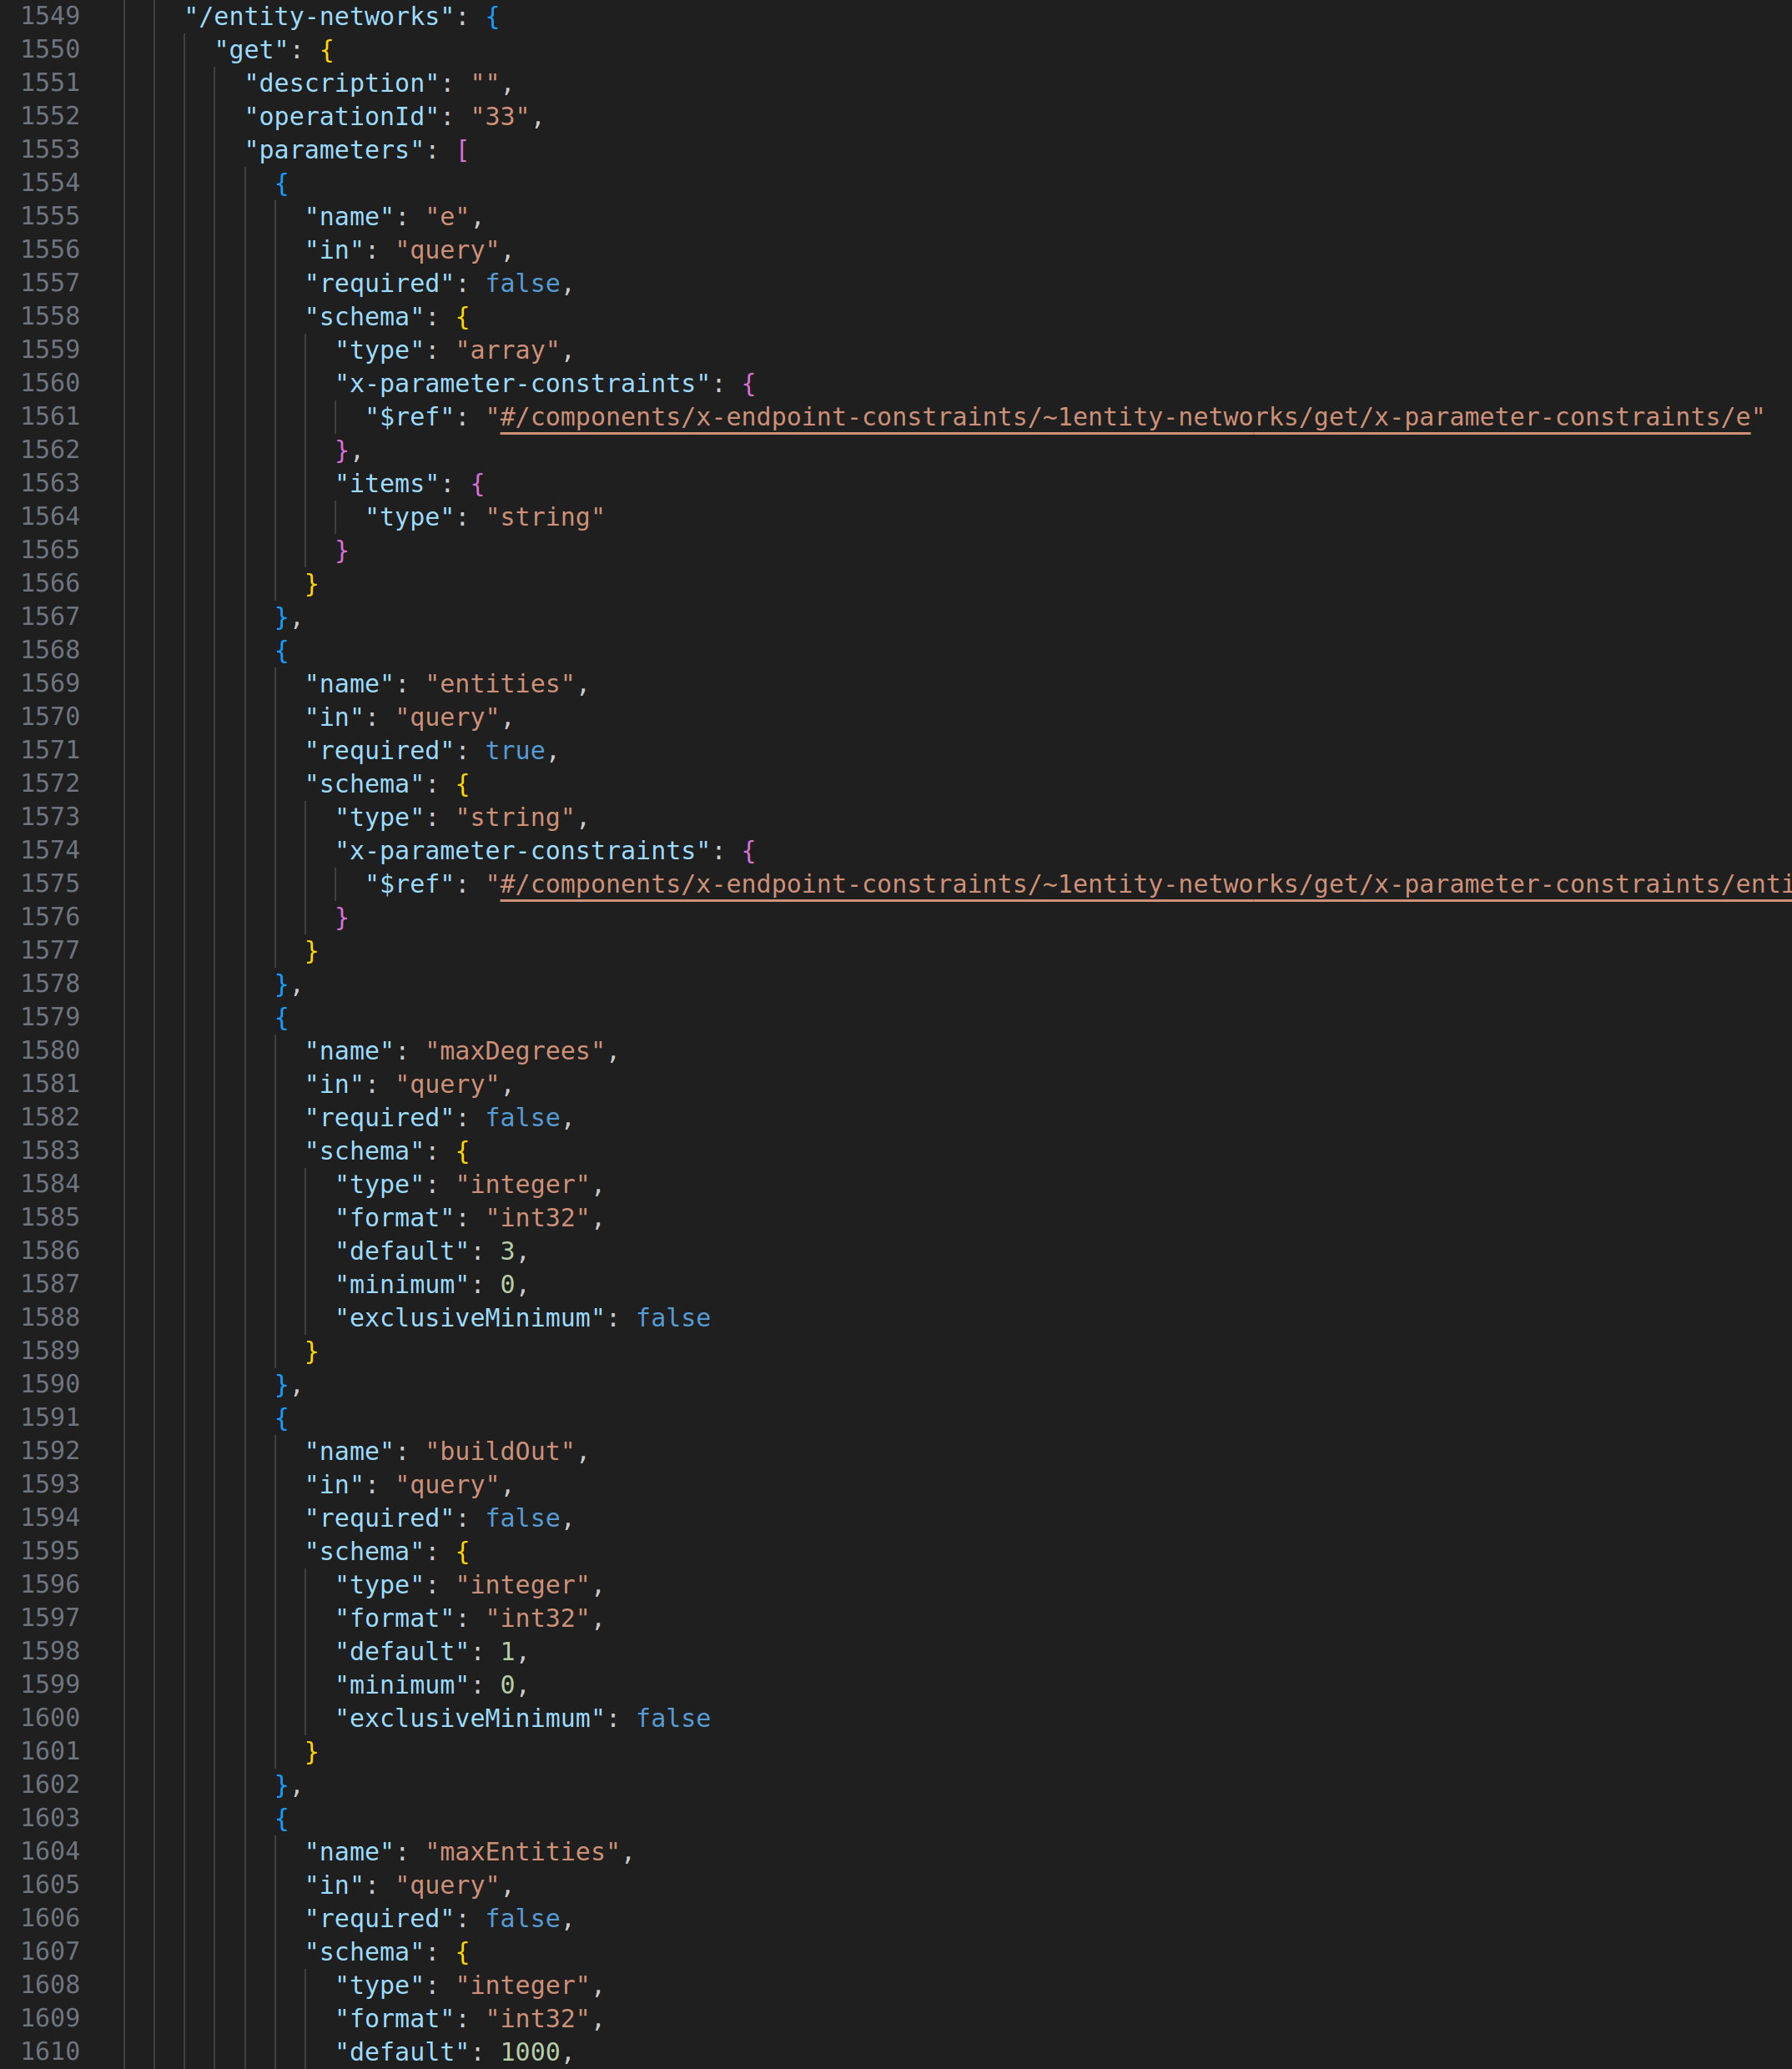 1549 "/entity-networks": {
1550 "get": {
1551 "description": "",
1552 "operationId": "33",
1553 "parameters": [
1554 {
1555 "name": "e",
1556 "in": "query",
1557 "required": false,
1558 "schema": {
1559 "type": "array",
1560 "x-parameter-constraints": {
1561 "$ref": "#/components/x-endpoint-constraints/~1entity-networks/get/x-parameter-constraints/e"
1562 },
1563 "items": {
1564 "type": "string"
1565 }
1566 }
1567 },
1568 {
1569 "name": "entities",
1570 "in": "query",
1571 "required": true,
1572 "schema": {
1573 "type": "string",
1574 "x-parameter-constraints": {
1575 "$ref": "#/components/x-endpoint-constraints/~1entity-networks/get/x-parameter-constraints/enti
1576 }
1577 }
1578 },
1579 {
1580 "name": "maxDegrees",
1581 "in": "query",
1582 "required": false,
1583 "schema": {
1584 "type": "integer",
1585 "format": "int32",
1586 "default": 3,
1587 "minimum": 0,
1588 "exclusiveMinimum": false
1589 }
1590 },
1591 {
1592 "name": "buildOut",
1593 "in": "query",
1594 "required": false,
1595 "schema": {
1596 "type": "integer",
1597 "format": "int32",
1598 "default": 1,
1599 "minimum": 0,
1600 "exclusiveMinimum": false
1601 }
1602 },
1603 {
1604 "name": "maxEntities",
1605 "in": "query",
1606 "required": false,
1607 "schema": {
1608 "type": "integer",
1609 "format": "int32",
1610 "default": 1000,